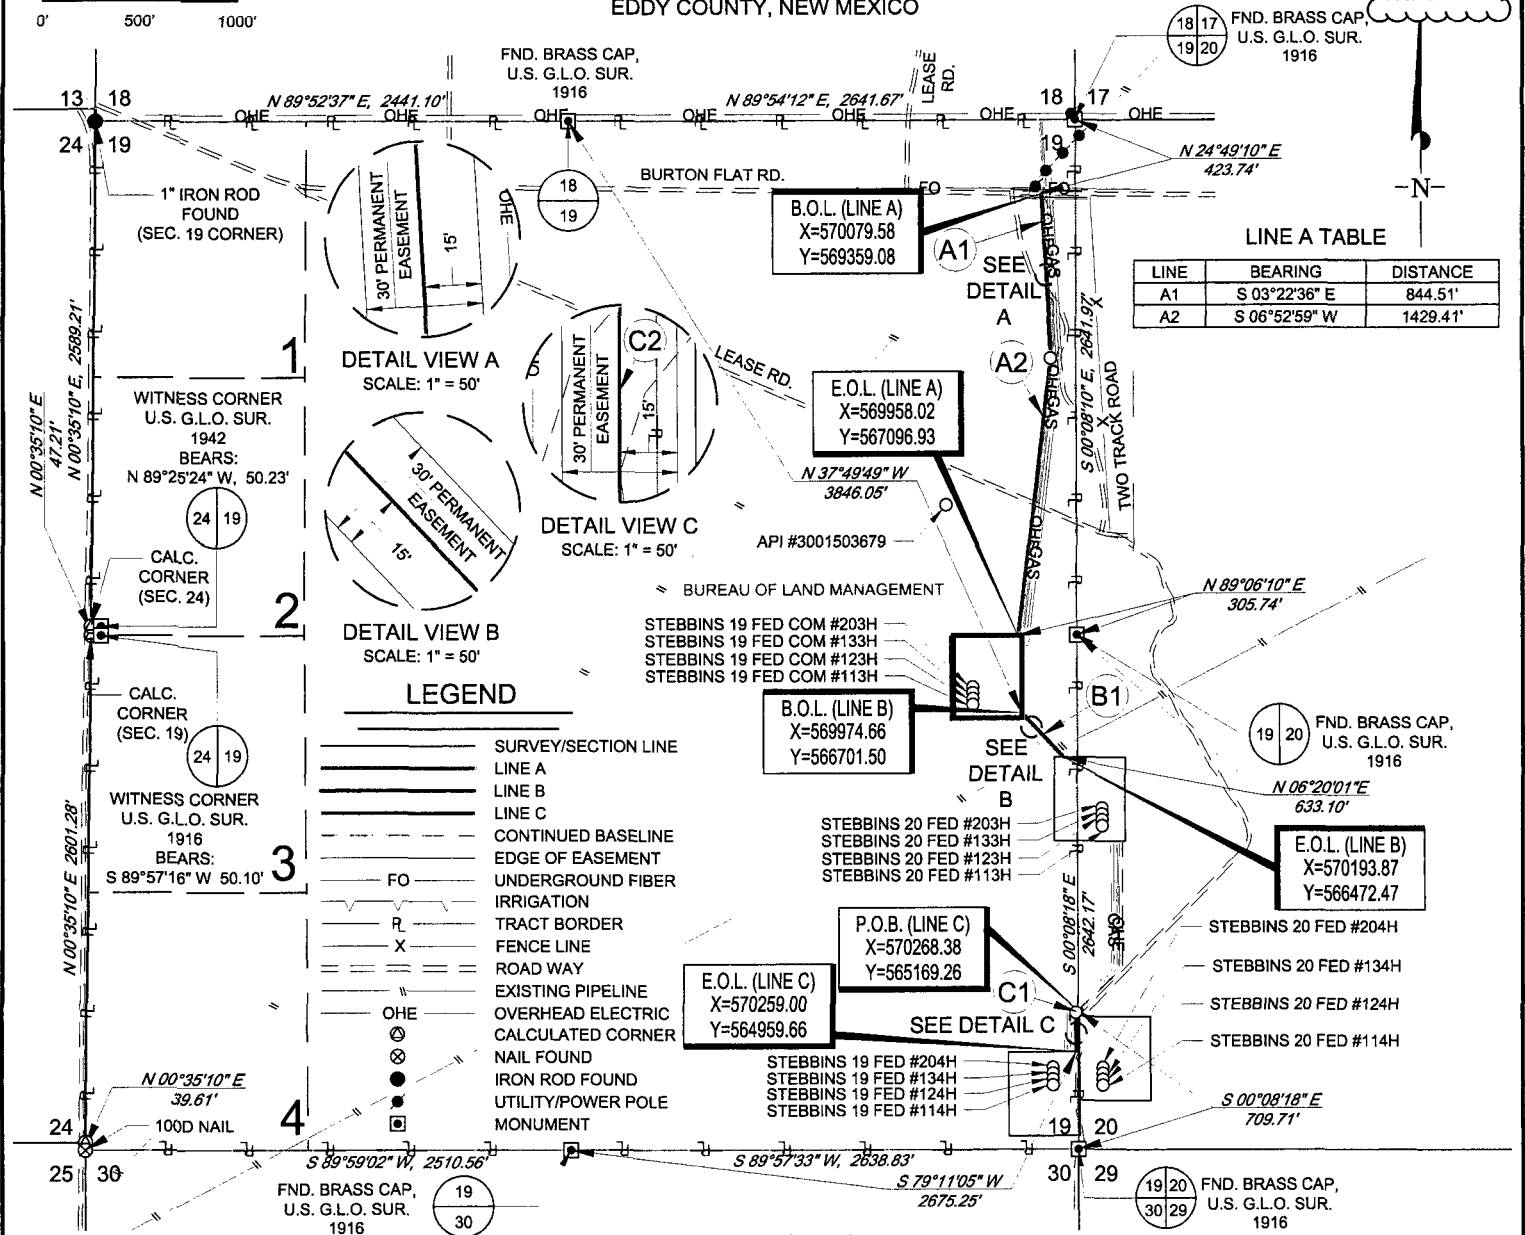 EDDY COUNTY, NEW MEXICO
0' 500' 1000'
FND. BRASS CAP,
U.S. G.L.O. SUR.
1916
18 17
19 20
FND. BRASS CAP,
U.S. G.L.O. SUR.
1916
13 18
24 19
N 89°52'37" E, 2441.10'
N 89°54'12" E, 2641.67'
OHE OHE OHE OHE OHE OHE OHE
LEASE
RD.
18 17
19
N 24°49'10" E
423.74'
-N-
1" IRON ROD
FOUND
(SEC. 19 CORNER)
18
19
BURTON FLAT RD.
FO FO
B.O.L. (LINE A)
X=570079.58
Y=569359.08
A1
SEE
DETAIL
A
OH/GAS
LINE A TABLE
LINE BEARING DISTANCE
A1 S 03°22'36" E 844.51'
A2 S 06°52'59" W 1429.41'
30' PERMANENT
EASEMENT
15'
OHE
DETAIL VIEW A
SCALE: 1" = 50'
C2
30' PERMANENT
EASEMENT
15'
DETAIL VIEW C
SCALE: 1" = 50'
LEASE RD.
N 00°35'10" E, 2589.21'
1
WITNESS CORNER
U.S. G.L.O. SUR.
1942
BEARS:
N 89°25'24" W, 50.23'
N 00°35'10" E
47.21'
24 19
A2
OH/GAS
S 00°08'10" E, 2641.97'
X
X
TWO TRACK ROAD
E.O.L. (LINE A)
X=569958.02
Y=567096.93
N 37°49'49" W
3846.05'
OH/GAS
API #3001503679
30' PERMANENT
EASEMENT
15'
DETAIL VIEW B
SCALE: 1" = 50'
CALC.
CORNER
(SEC. 24)
2
BUREAU OF LAND MANAGEMENT
N 89°06'10" E
305.74'
STEBBINS 19 FED COM #203H
STEBBINS 19 FED COM #133H
STEBBINS 19 FED COM #123H
STEBBINS 19 FED COM #113H
B.O.L. (LINE B)
X=569974.66
Y=566701.50
B1
SEE
DETAIL
B
19 20
FND. BRASS CAP,
U.S. G.L.O. SUR.
1916
N 06°20'01"E
633.10'
CALC.
CORNER
(SEC. 19)
24 19
WITNESS CORNER
U.S. G.L.O. SUR.
1916
BEARS:
S 89°57'16" W 50.10'
3
N 00°35'10" E 2601.28'
LEGEND
SURVEY/SECTION LINE
LINE A
LINE B
LINE C
CONTINUED BASELINE
EDGE OF EASEMENT
FO UNDERGROUND FIBER
IRRIGATION
TRACT BORDER
X FENCE LINE
ROAD WAY
EXISTING PIPELINE
OHE OVERHEAD ELECTRIC
CALCULATED CORNER
NAIL FOUND
IRON ROD FOUND
UTILITY/POWER POLE
MONUMENT
STEBBINS 20 FED #203H
STEBBINS 20 FED #133H
STEBBINS 20 FED #123H
STEBBINS 20 FED #113H
E.O.L. (LINE B)
X=570193.87
Y=566472.47
S 00°08'18" E
2642.17'
P.O.B. (LINE C)
X=570268.38
Y=565169.26
E.O.L. (LINE C)
X=570259.00
Y=564959.66
C1
SEE DETAIL C
STEBBINS 20 FED #204H
STEBBINS 20 FED #134H
STEBBINS 20 FED #124H
STEBBINS 20 FED #114H
STEBBINS 19 FED #204H
STEBBINS 19 FED #134H
STEBBINS 19 FED #124H
STEBBINS 19 FED #114H
S 00°08'18" E
709.71'
N 00°35'10" E
39.61'
100D NAIL
4
24
25 30
19 20
30 29
S 89°59'02" W, 2510.56'
S 89°57'33" W, 2638.83'
S 79°11'05" W
2675.25'
FND. BRASS CAP,
U.S. G.L.O. SUR.
1916
19
30
19 20
30 29
FND. BRASS CAP,
U.S. G.L.O. SUR.
1916